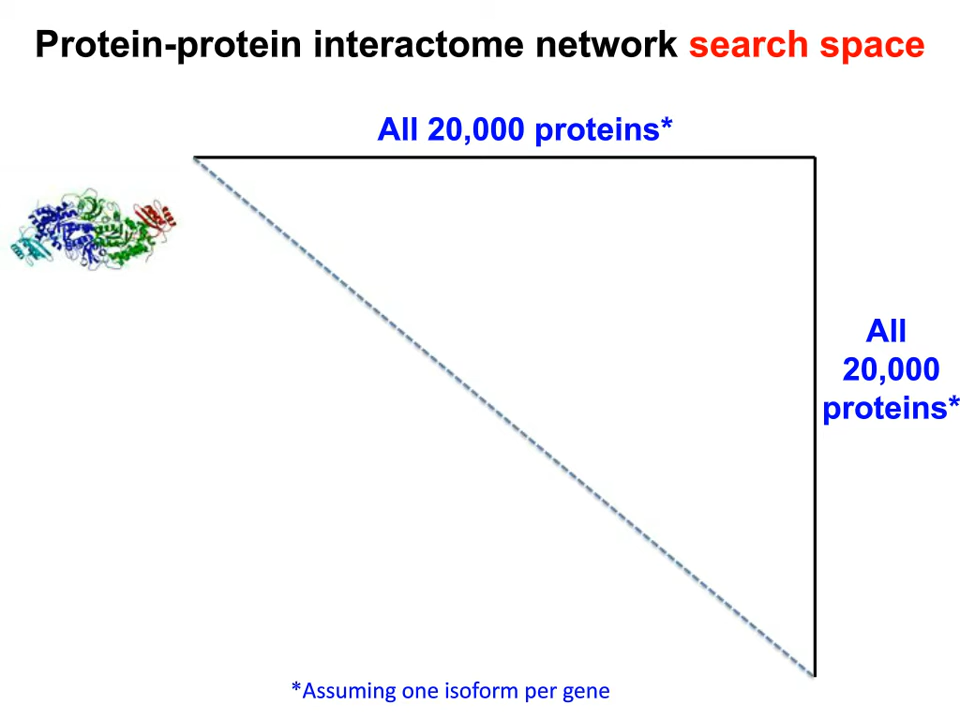 Protein-protein interactome network search space
All 20,000 proteins*
All
20,000
proteins*
*Assuming one isoform per gene